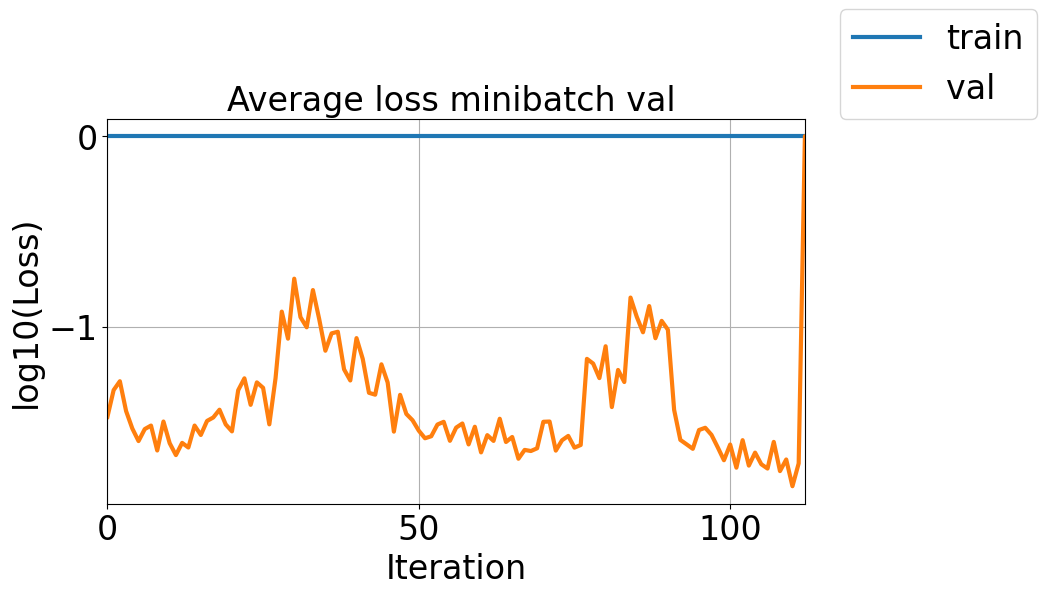 train
val
Average loss minibatch val
0
−1
log10(Loss)
0 50 100
Iteration